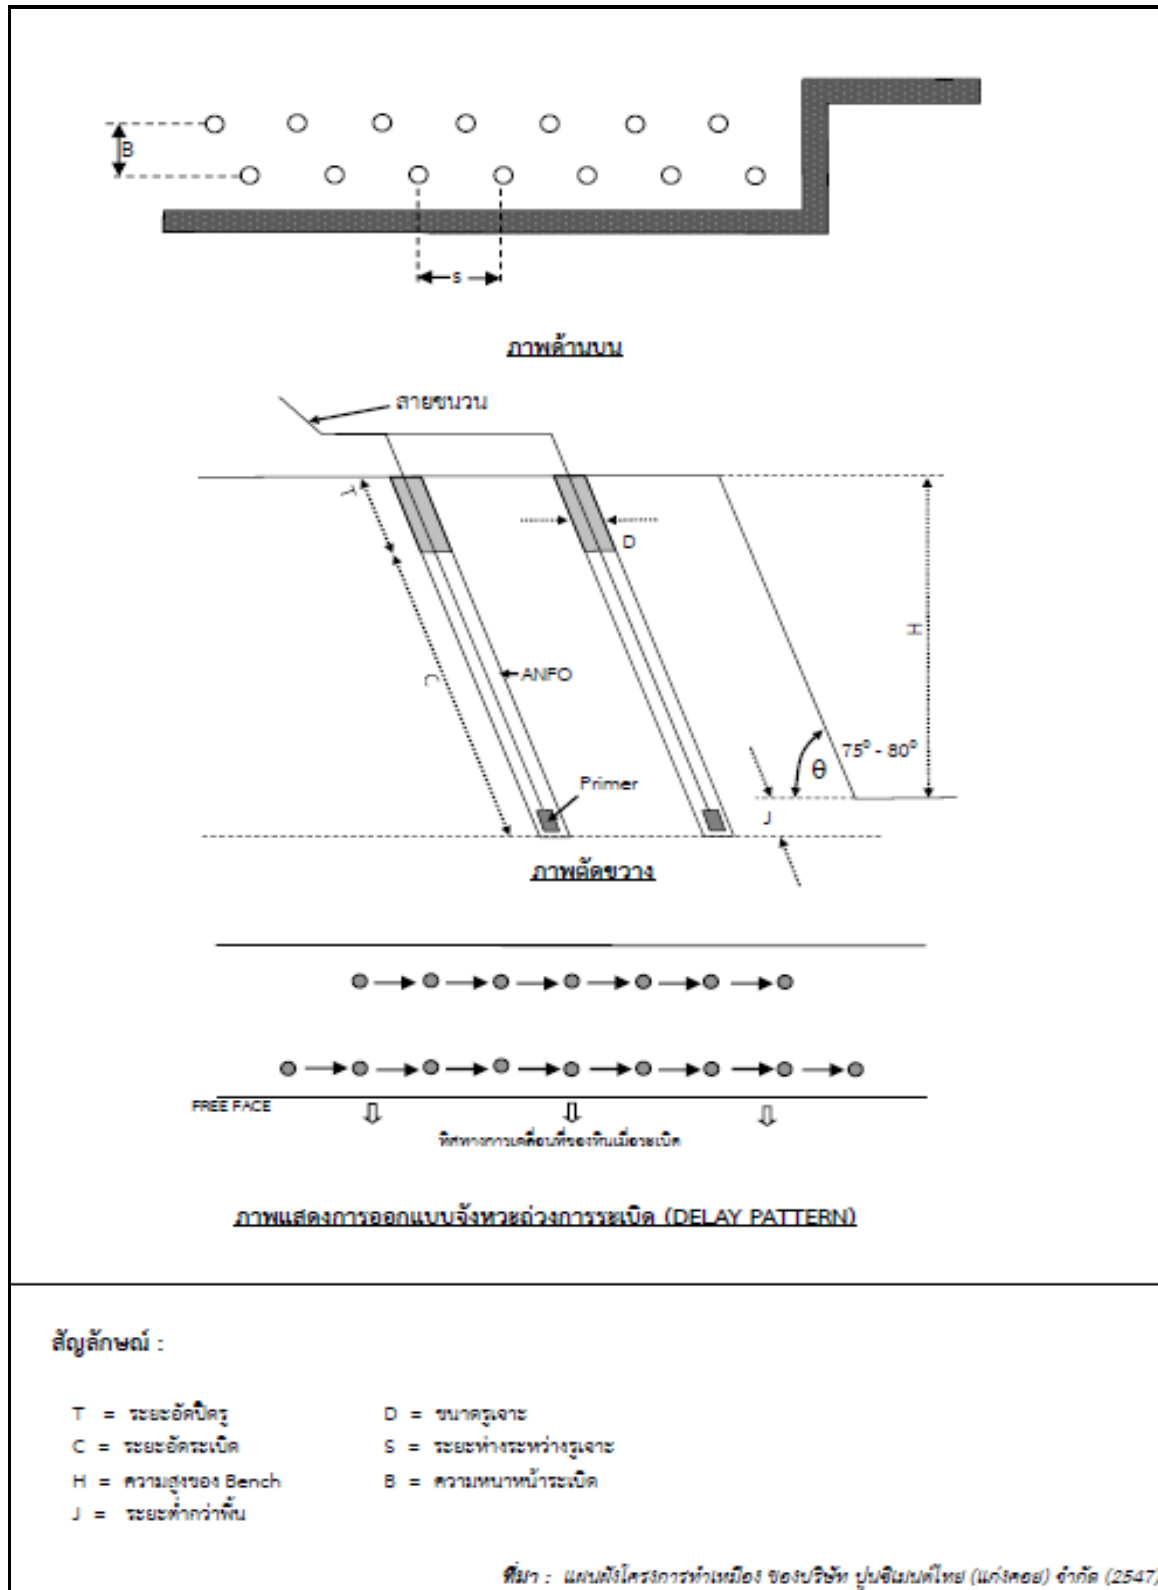 B
s
ภาพด้านบน
สายชนวน
T
D
H
C
ANFO
75⁰ - 80⁰
θ
Primer
J
ภาพตัดขวาง
FREE FACE
ทิศทางการเคลื่อนที่ของหินเมื่อระเบิด
ภาพแสดงการออกแบบจังหวะถ่วงการระเบิด (DELAY PATTERN)
สัญลักษณ์ :
T = ระยะอัดปิดรู D = ขนาดรูเจาะ
C = ระยะอัดระเบิด S = ระยะห่างระหว่างรูเจาะ
H = ความสูงของ Bench B = ความหนาหน้าระเบิด
J = ระยะต่ำกว่าพื้น
ที่มา : แผนผังโครงการทำเหมือง ของบริษัท ปูนซิเมนต์ไทย (แก่งคอย) จำกัด (2547)